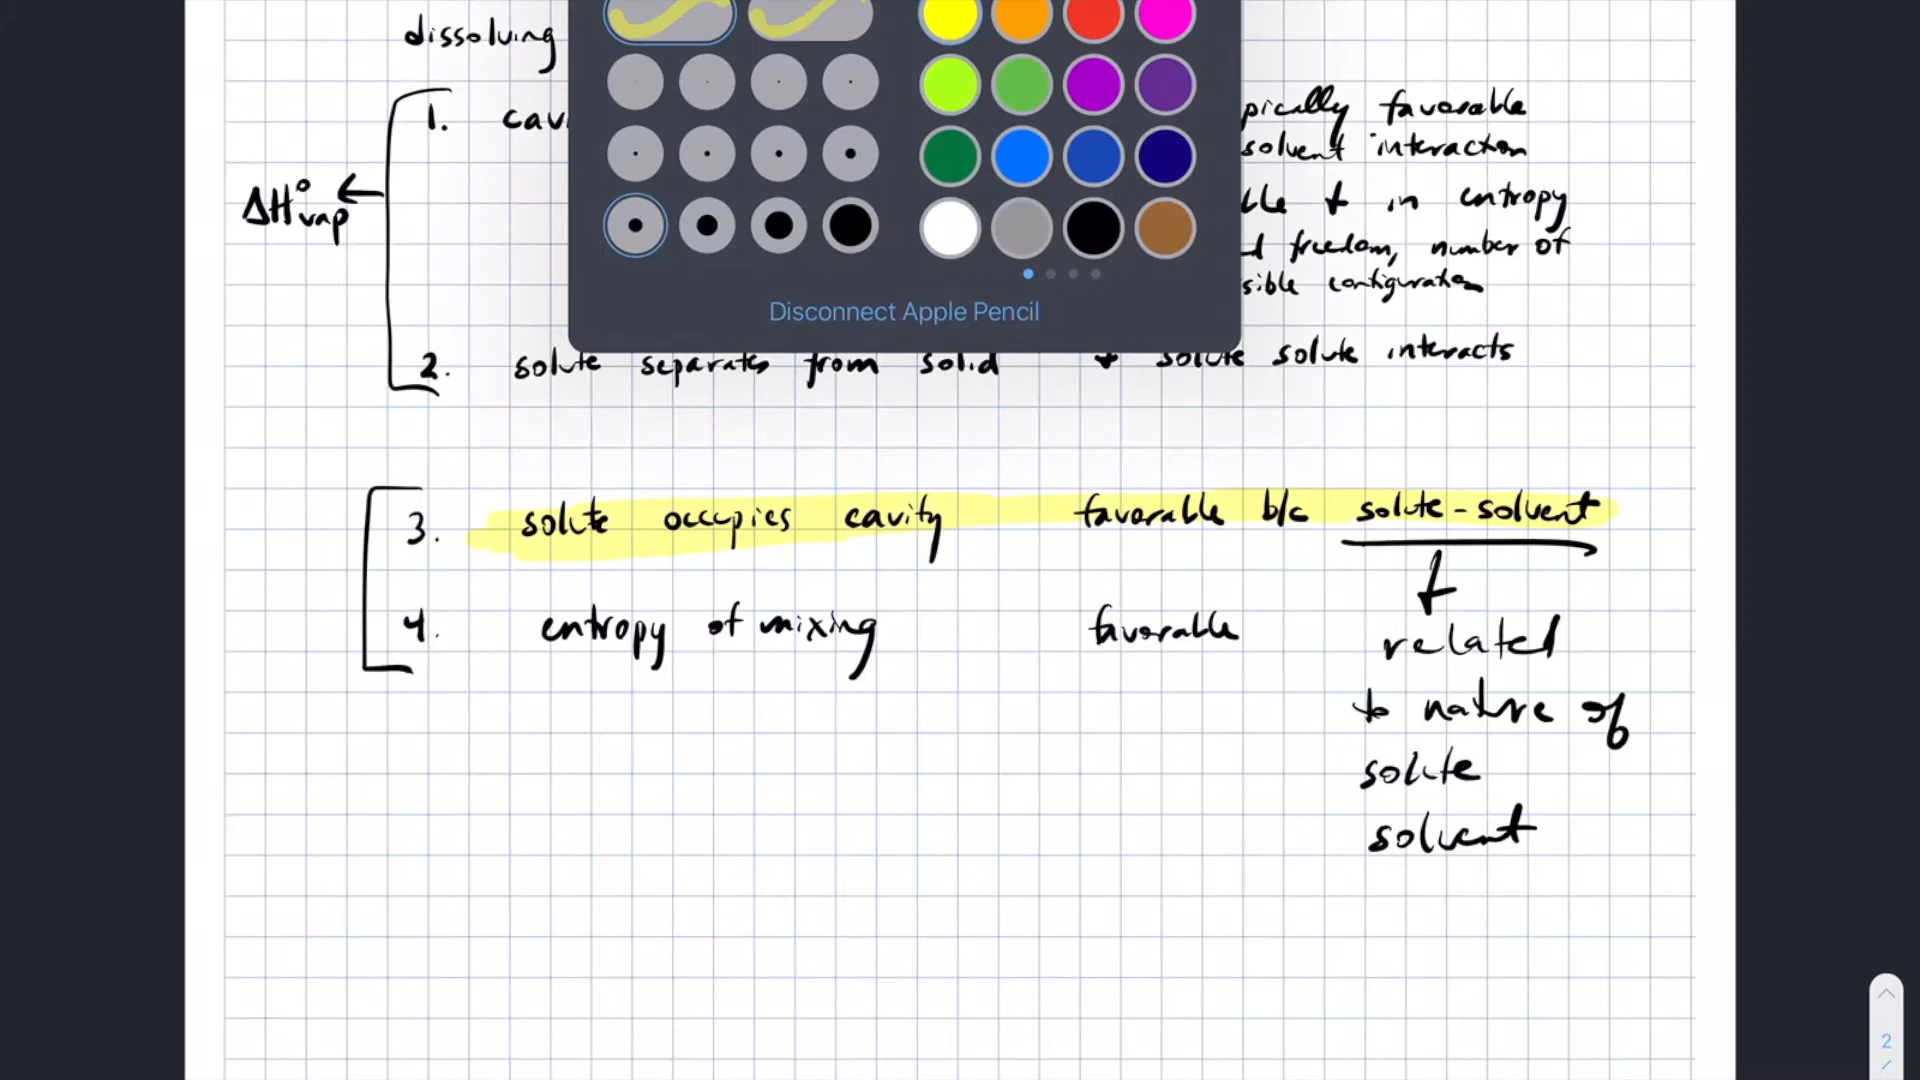 dissolving
1. cav pically favorable
solvent interaction
ΔH°vap ← in entropy
freedom, number of
sible configuration
Disconnect Apple Pencil
2. solute separates from solid solute solute interacts
3. solute occupies cavity favorable b/c solute-solvent
4. entropy of mixing favorable
related
to nature of
solute
solvent
2